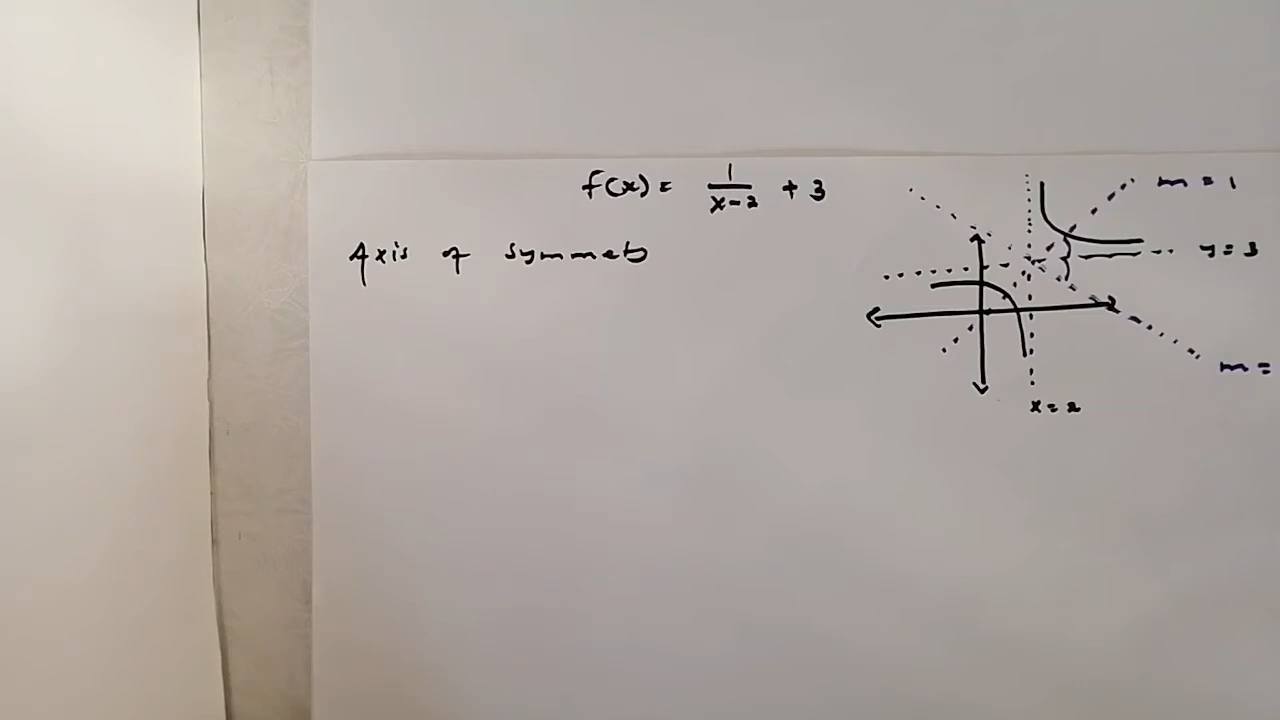 f(x) = 1/(x-2) + 3
m = 1
Axis of symmetry
y = 3
m =
x = 2